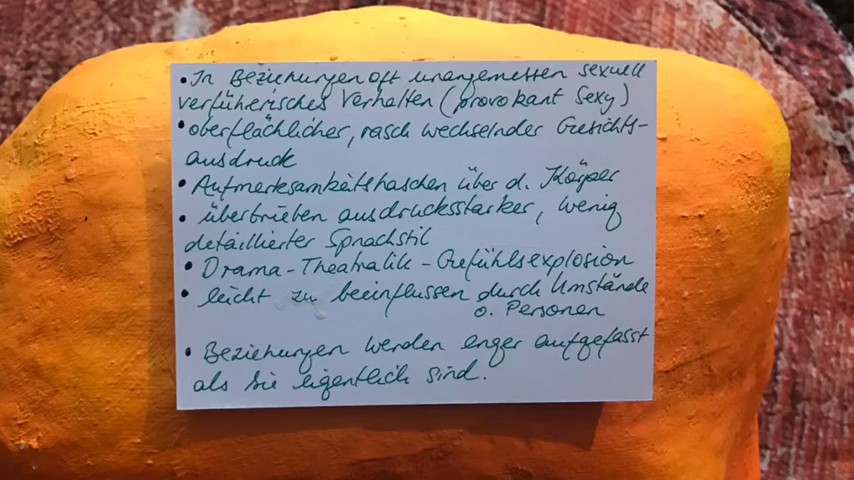 • In Beziehungen oft unangemessen sexuell
verführerisches Verhalten (provokant sexy)
• oberflächlicher, rasch wechselnder Gesichts-
ausdruck
• Aufmerksamkeitshaschen über d. Körper
• übertrieben ausdrucksstarker, wenig
detaillierter Sprachstil
• Drama-Theatralik-Gefühlsexplosion
• leicht zu beeinflussen durch Umstände
o. Personen
• Beziehungen werden enger aufgefasst
als sie eigentlich sind.